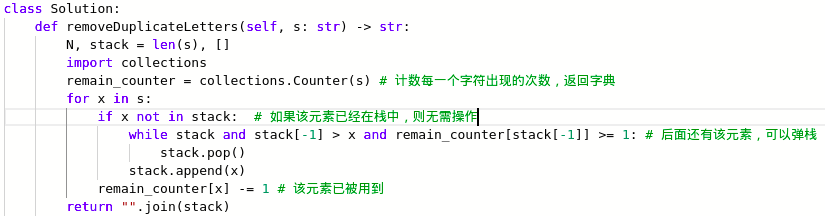 class Solution:
    def removeDuplicateLetters(self, s: str) -> str:
        N, stack = len(s), []
        import collections
        remain_counter = collections.Counter(s) # 计数每一个字符出现的次数，返回字典
        for x in s:
            if x not in stack:  # 如果该元素已经在栈中，则无需操作
                while stack and stack[-1] > x and remain_counter[stack[-1]] >= 1: # 后面还有该元素，可以弹栈
                    stack.pop()
                stack.append(x)
            remain_counter[x] -= 1 # 该元素已被用到
        return "".join(stack)